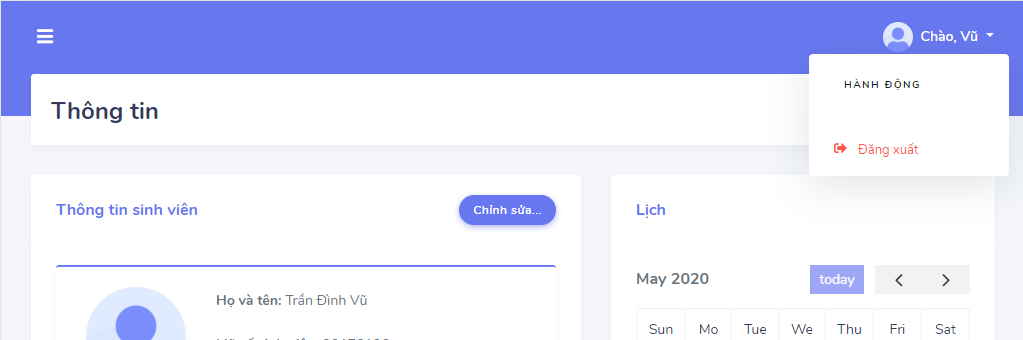 Chào, Vũ
HÀNH ĐỘNG
Đăng xuất
Thông tin
Thông tin sinh viên
Chỉnh sửa...
Họ và tên: Trần Đình Vũ
Lịch
May 2020
today
Sun Mo Tue We Thu Fri Sat